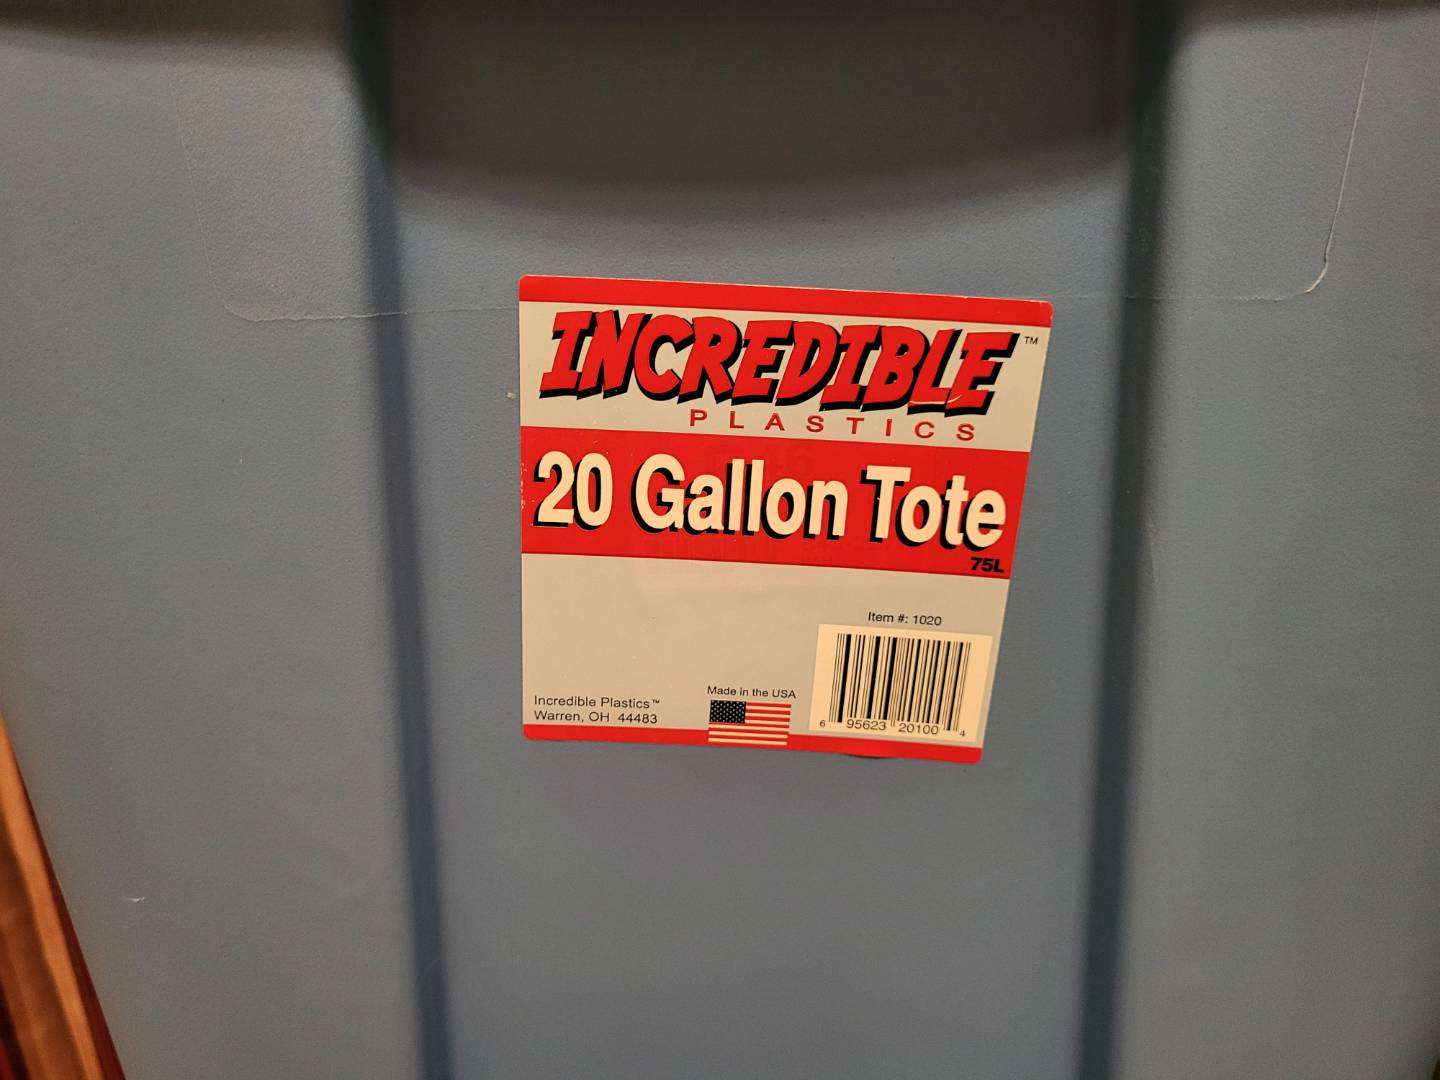 INCREDIBLE™
PLASTICS
20 Gallon Tote
75L
Item #: 1020
6 95623 20100 4
Made in the USA
Incredible Plastics™
Warren, OH 44483